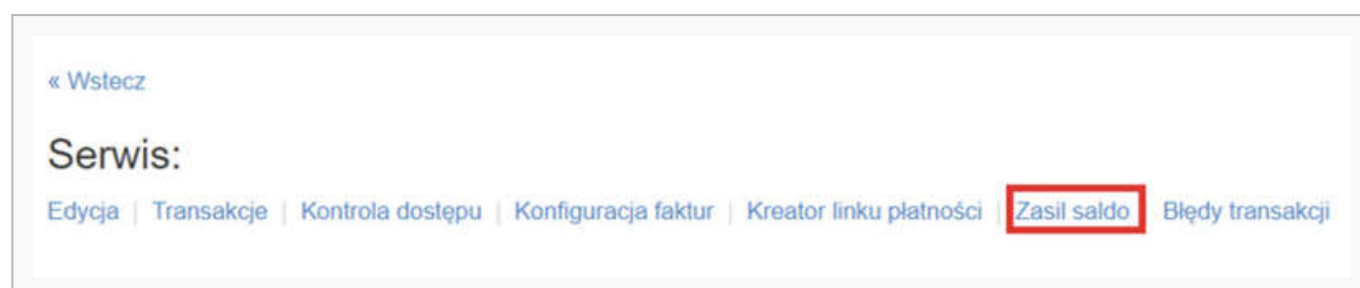 « Wstecz
Serwis:
Edycja | Transakcje | Kontrola dostępu | Konfiguracja faktur | Kreator linku płatności | Zasil saldo Błędy transakcji